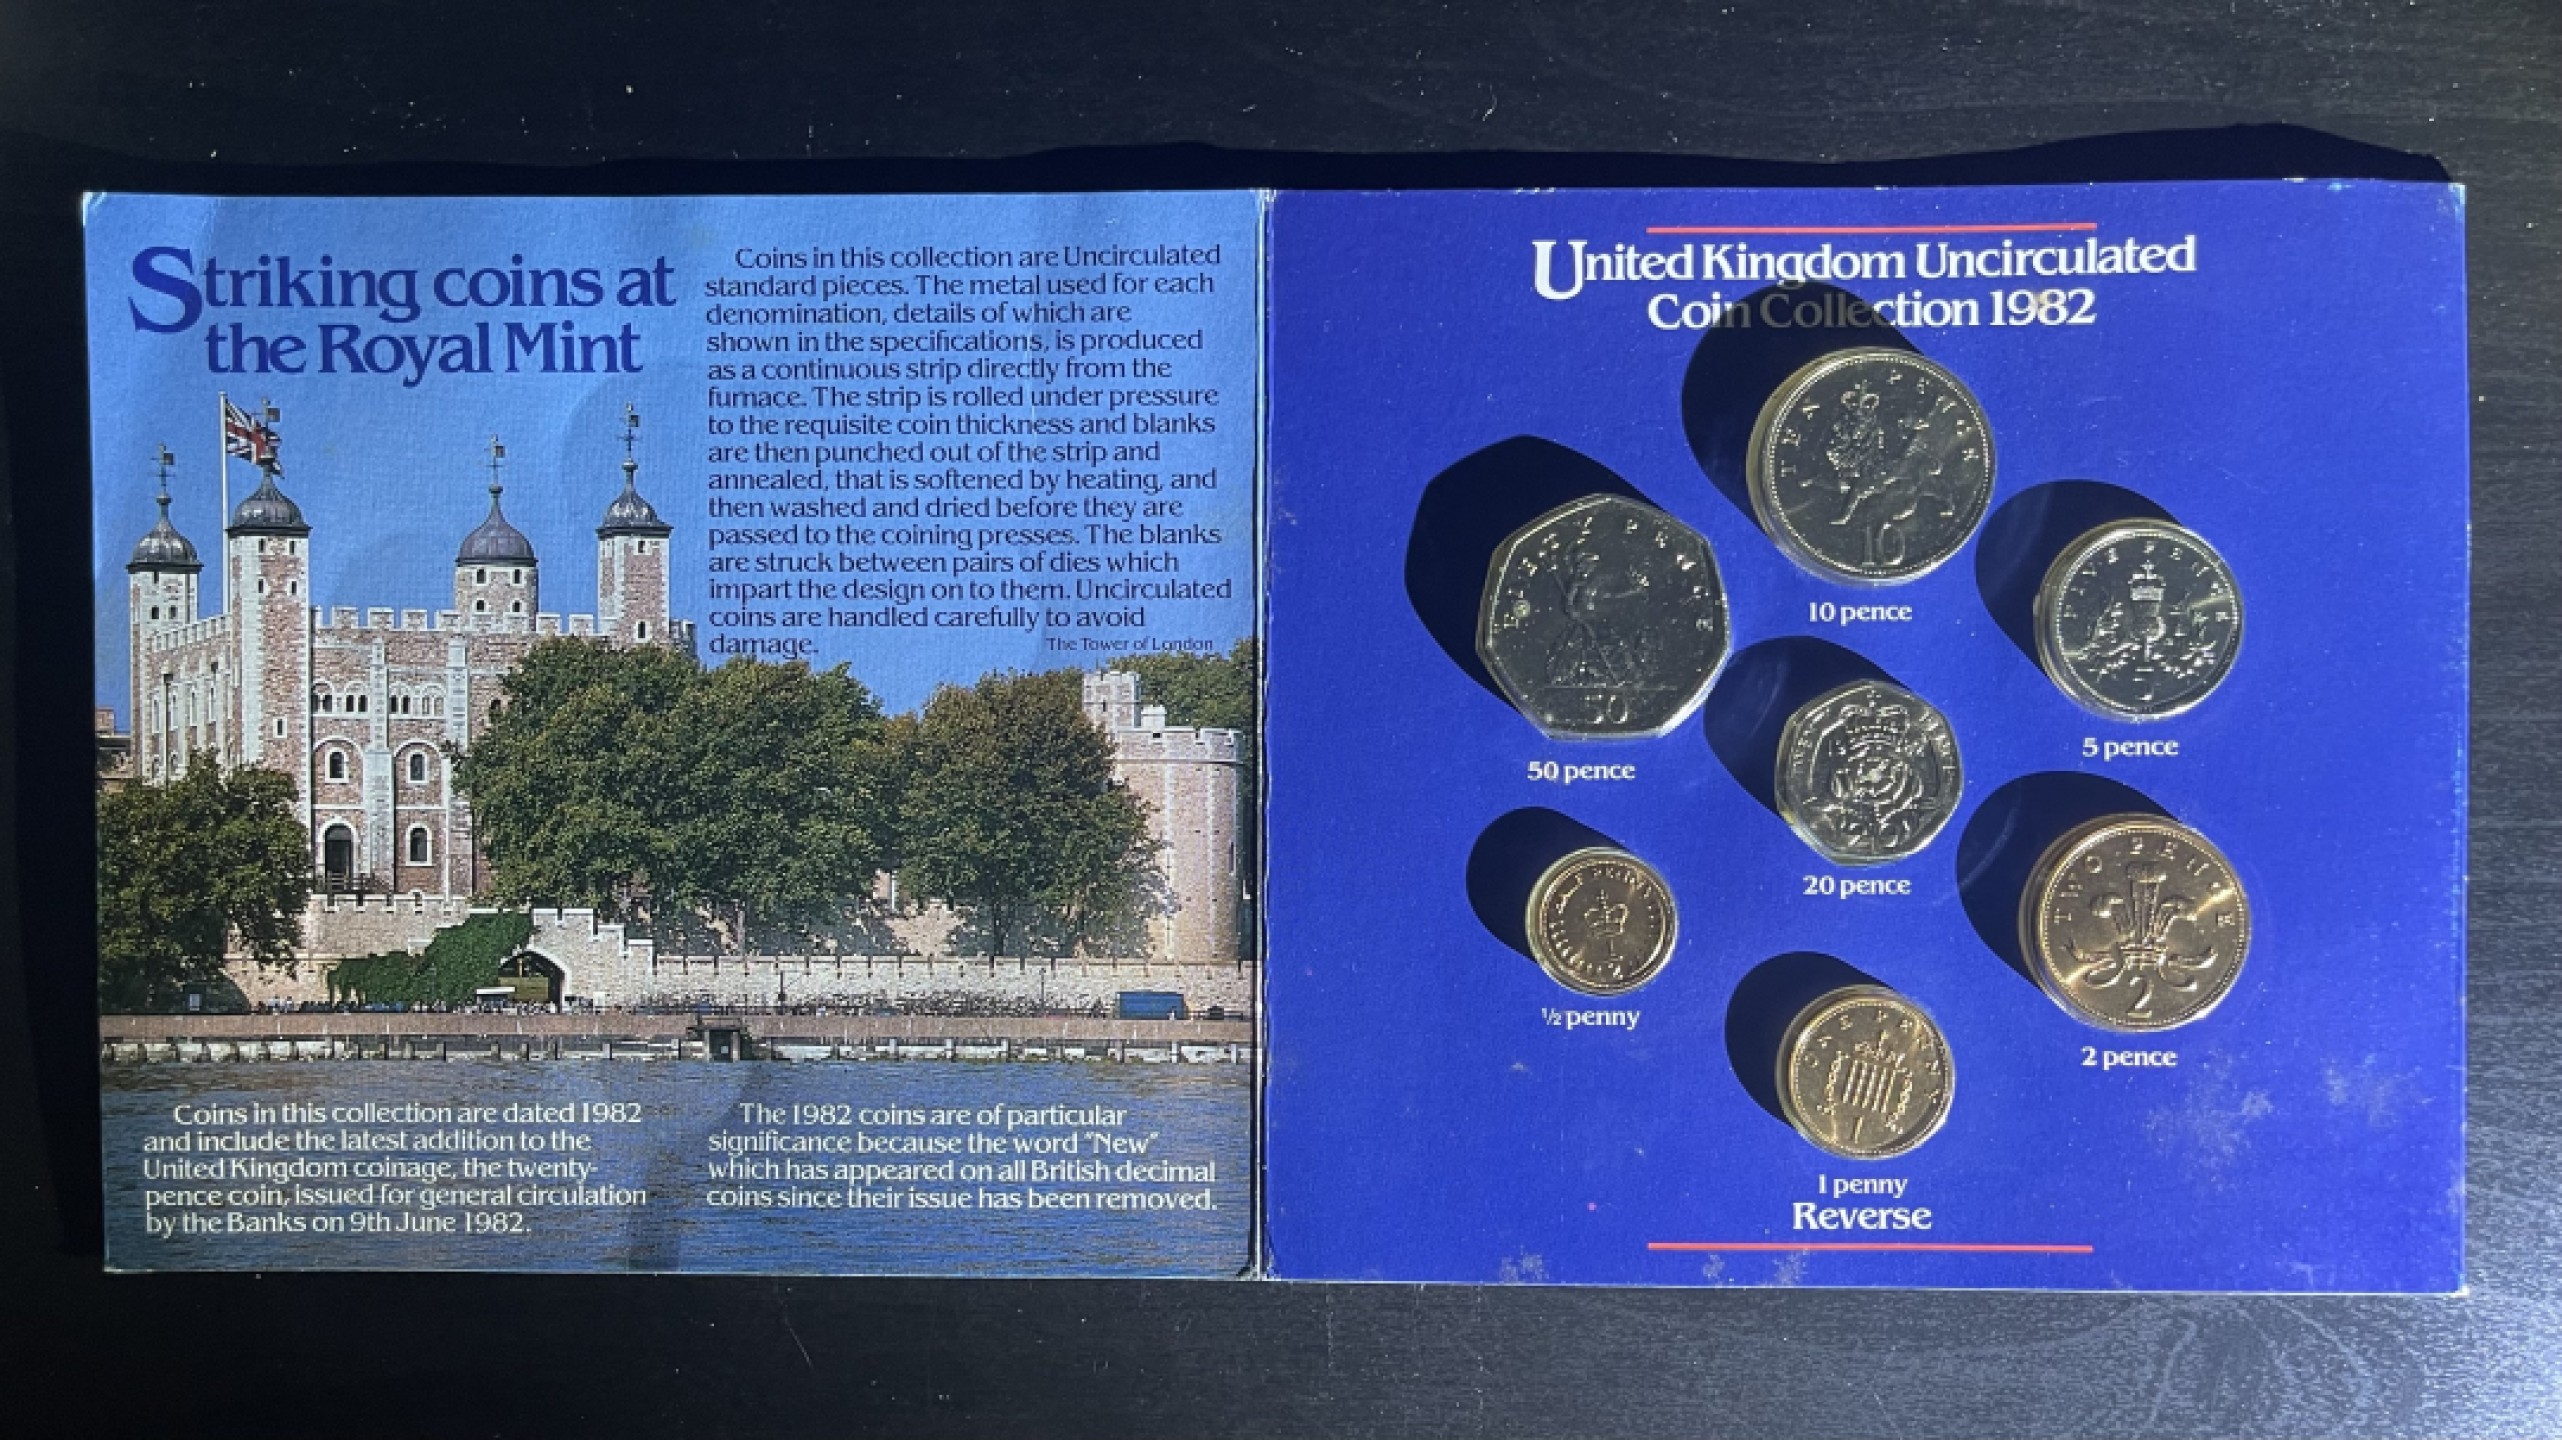 Striking coins at
the Royal Mint
Coins in this collection are Uncirculated
standard pieces. The metal used for each
denomination, details of which are
shown in the specifications, is produced
as a continuous strip directly from the
furnace. The strip is rolled under pressure
to the requisite coin thickness and blanks
are then punched out of the strip and
annealed, that is softened by heating, and
then washed and dried before they are
passed to the coining presses. The blanks
are struck between pairs of dies which
impart the design on to them. Uncirculated
coins are handled carefully to avoid
damage.
The Tower of London
Coins in this collection are dated 1982
and include the latest addition to the
United Kingdom coinage, the twenty-
pence coin, issued for general circulation
by the Banks on 9th June 1982.
The 1982 coins are of particular
significance because the word "New"
which has appeared on all British decimal
coins since their issue has been removed.
United Kingdom Uncirculated
Coin Collection 1982
TEN PENCE
10
10 pence
FIFTY PENCE
50
50 pence
FIVE PENCE
5
5 pence
TWENTY PENCE
20
20 pence
HALF PENNY
1/2
½ penny
TWO PENCE
2
2 pence
ONE PENNY
1
1 penny
Reverse